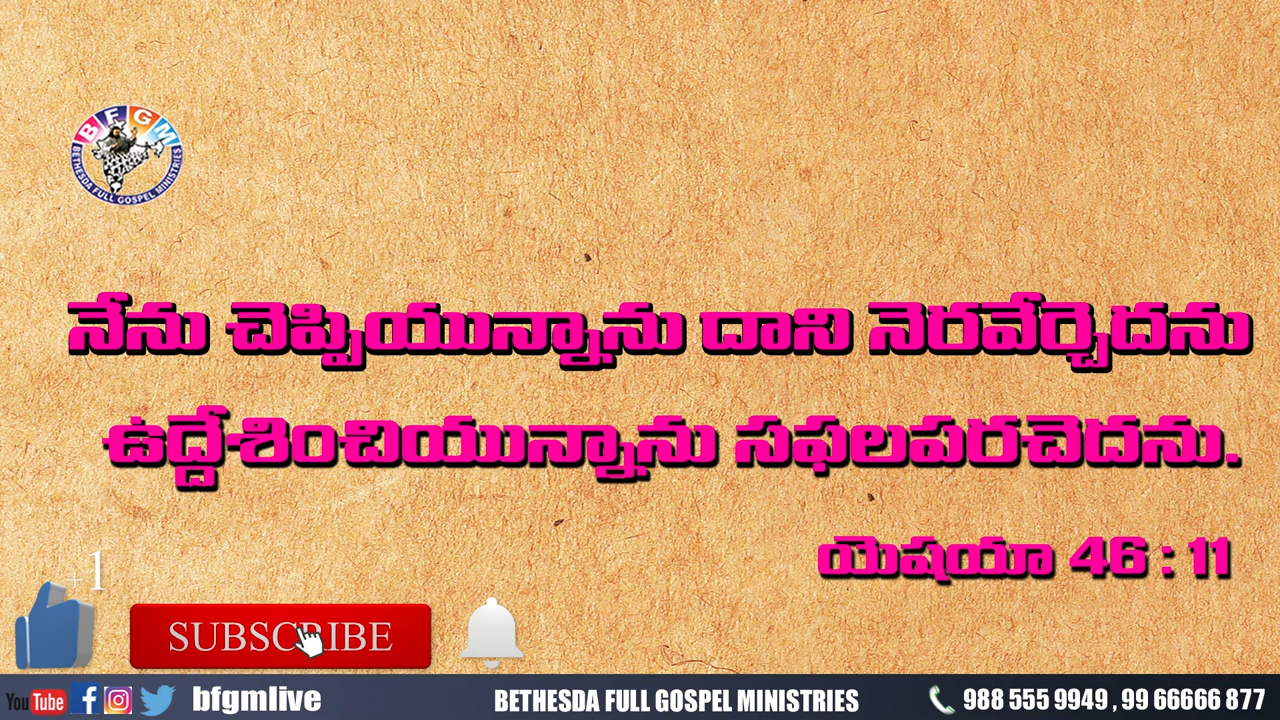 BFGM
BETHESDA FULL GOSPEL MINISTRIES
నేను చెప్పియున్నాను దాని నెరవేర్చెదను
ఉద్దేశించియున్నాను సఫలపరచెదను.
యెషయా 46 : 11
+1
SUBSCRIBE
YouTube bfgmlive BETHESDA FULL GOSPEL MINISTRIES 988 555 9949 , 99 66666 877